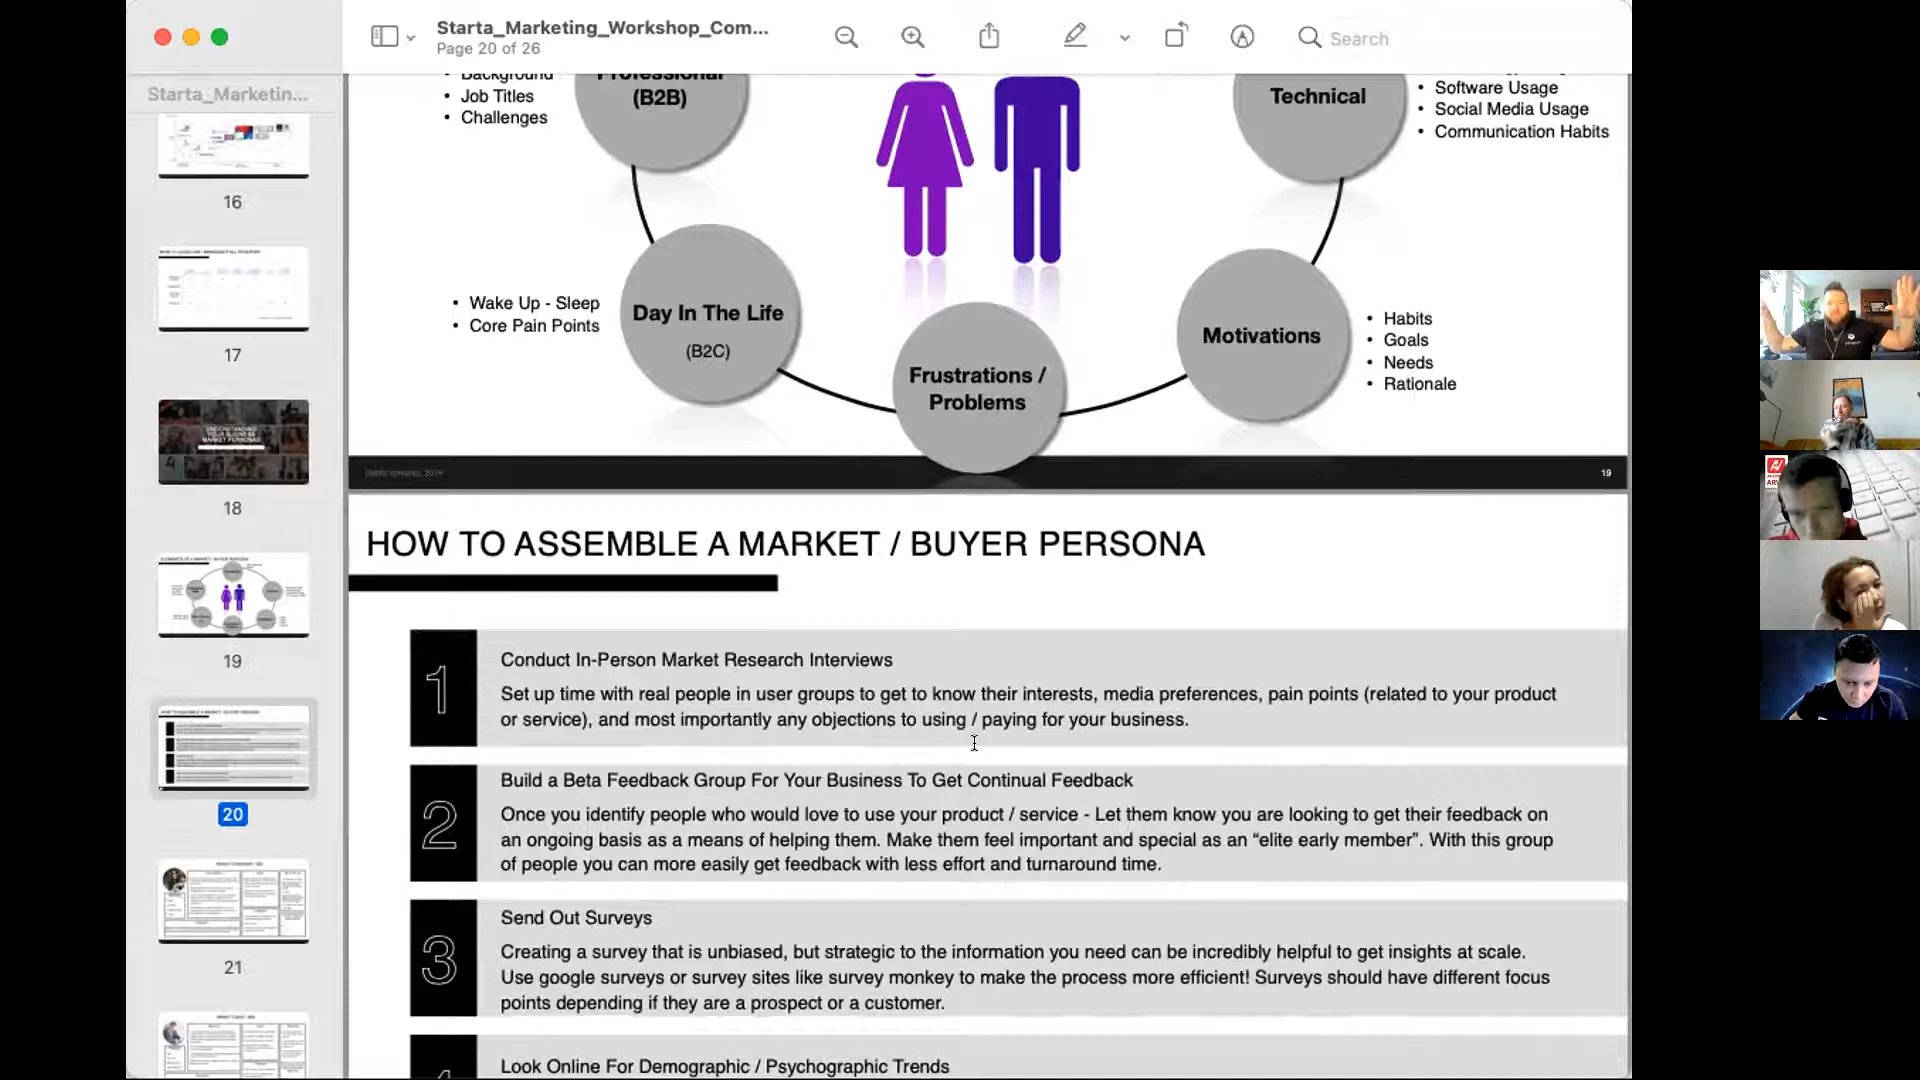 Starta_Marketing_Workshop_Com...
Page 20 of 26
Search
Starta_Marketin...
16
17
18
19
20
21
Background
Job Titles
Challenges
Professional
(B2B)
Technical
Software Usage
Social Media Usage
Communication Habits
Wake Up - Sleep
Core Pain Points
Day In The Life
(B2C)
Frustrations /
Problems
Motivations
Habits
Goals
Needs
Rationale
19
HOW TO ASSEMBLE A MARKET / BUYER PERSONA
1
Conduct In-Person Market Research Interviews
Set up time with real people in user groups to get to know their interests, media preferences, pain points (related to your product
or service), and most importantly any objections to using / paying for your business.
2
Build a Beta Feedback Group For Your Business To Get Continual Feedback
Once you identify people who would love to use your product / service - Let them know you are looking to get their feedback on
an ongoing basis as a means of helping them. Make them feel important and special as an “elite early member”. With this group
of people you can more easily get feedback with less effort and turnaround time.
3
Send Out Surveys
Creating a survey that is unbiased, but strategic to the information you need can be incredibly helpful to get insights at scale.
Use google surveys or survey sites like survey monkey to make the process more efficient! Surveys should have different focus
points depending if they are a prospect or a customer.
Look Online For Demographic / Psychographic Trends